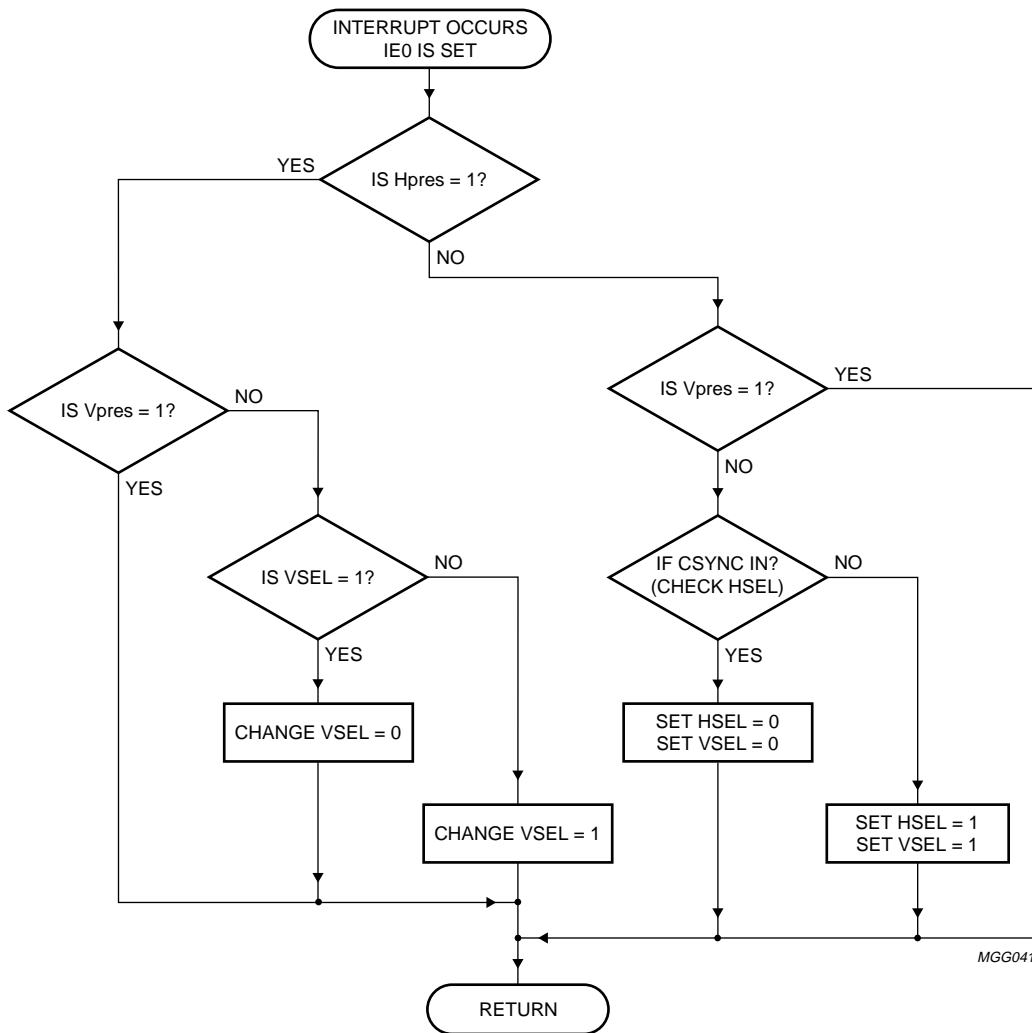 INTERRUPT OCCURS
IE0 IS SET
YES
IS Hpres = 1?
NO
IS Vpres = 1?
NO
YES
IS Vpres = 1?
YES
NO
IS VSEL = 1?
NO
YES
IF CSYNC IN?
(CHECK HSEL)
NO
YES
CHANGE VSEL = 0
SET HSEL = 0
SET VSEL = 0
CHANGE VSEL = 1
SET HSEL = 1
SET VSEL = 1
MGG041
RETURN